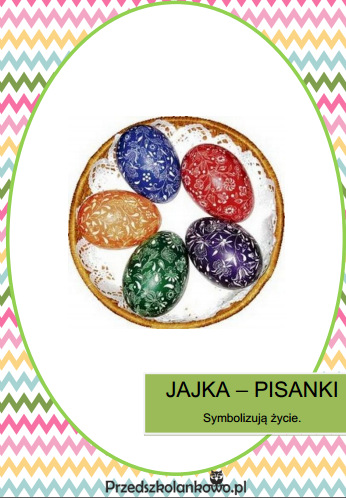 JAJKA – PISANKI
Symbolizują życie.
Przedszkolankowo.pl